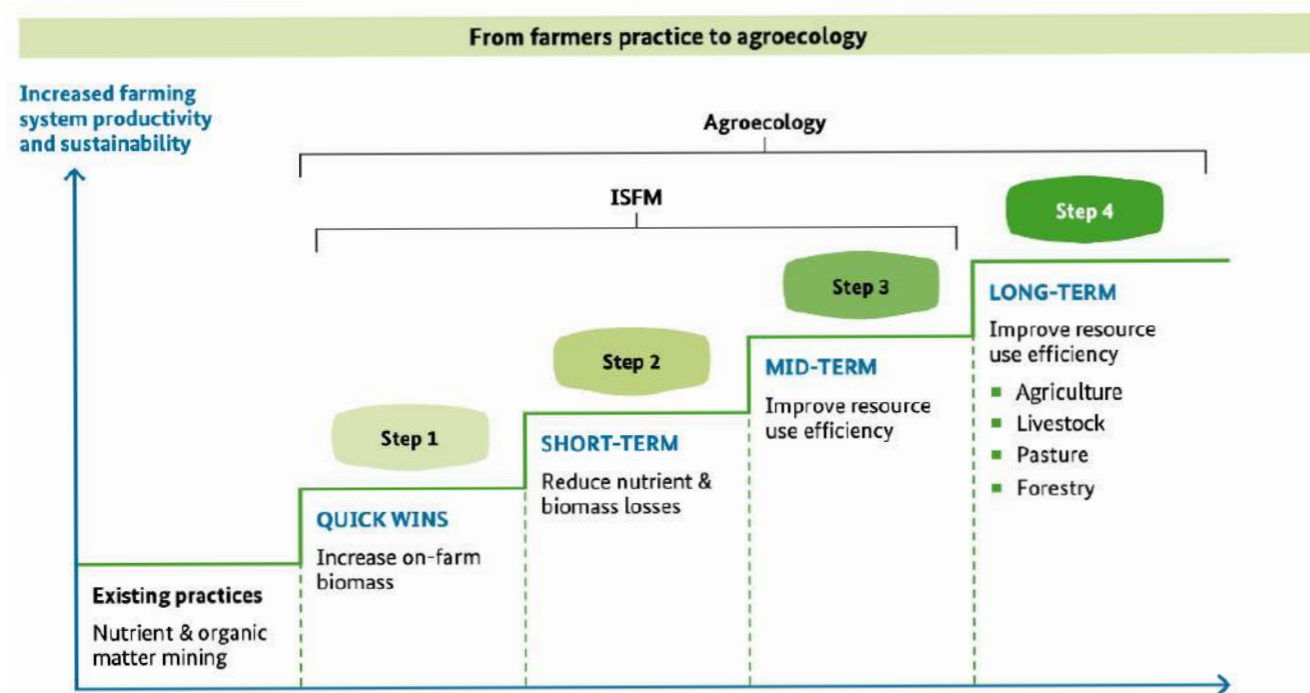 From farmers practice to agroecology
Increased farming
system productivity
and sustainability
Agroecology
ISFM
Step 4
Step 3
LONG-TERM
Improve resource
use efficiency
Agriculture
Livestock
Pasture
Forestry
Step 2
MID-TERM
Improve resource
use efficiency
Step 1
SHORT-TERM
Reduce nutrient &
biomass losses
QUICK WINS
Increase on-farm
biomass
Existing practices
Nutrient & organic
matter mining